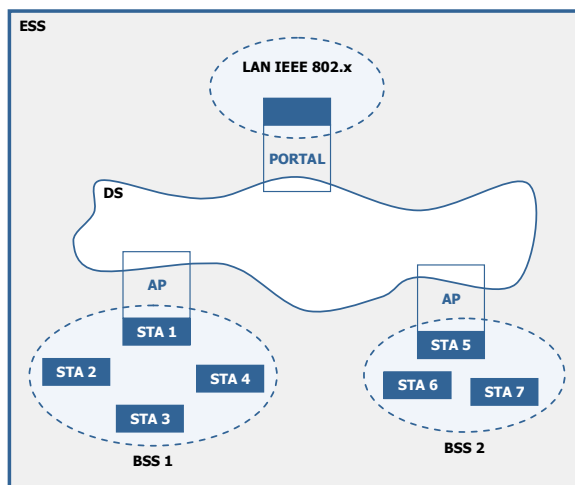 ESS
LAN IEEE 802.x
PORTAL
DS
AP
AP
STA 1
STA 5
STA 2
STA 4
STA 6
STA 7
STA 3
BSS 1
BSS 2